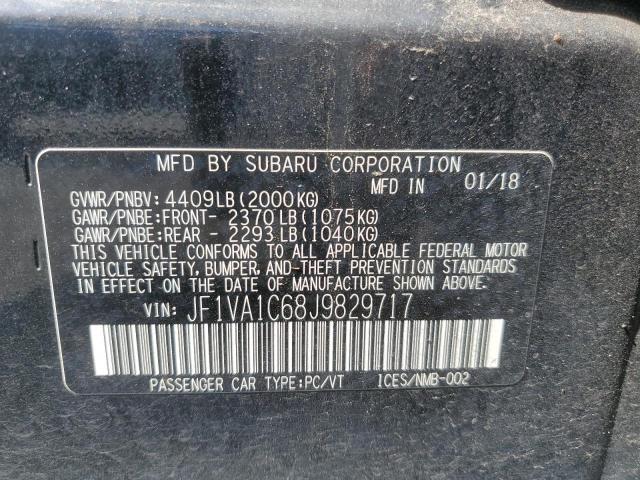 MFD BY SUBARU CORPORATION
MFD IN 01/18
GVWR/PNBV: 4409LB(2000KG)
GAWR/PNBE:FRONT- 2370LB(1075KG)
GAWR/PNBE:REAR - 2293LB(1040KG)
THIS VEHICLE CONFORMS TO ALL APPLICABLE FEDERAL MOTOR
VEHICLE SAFETY, BUMPER, AND THEFT PREVENTION STANDARDS
IN EFFECT ON THE DATE OF MANUFACTURE SHOWN ABOVE.
VIN: JF1VA1C68J9829717
PASSENGER CAR TYPE:PC/VT ICES/NMB-002